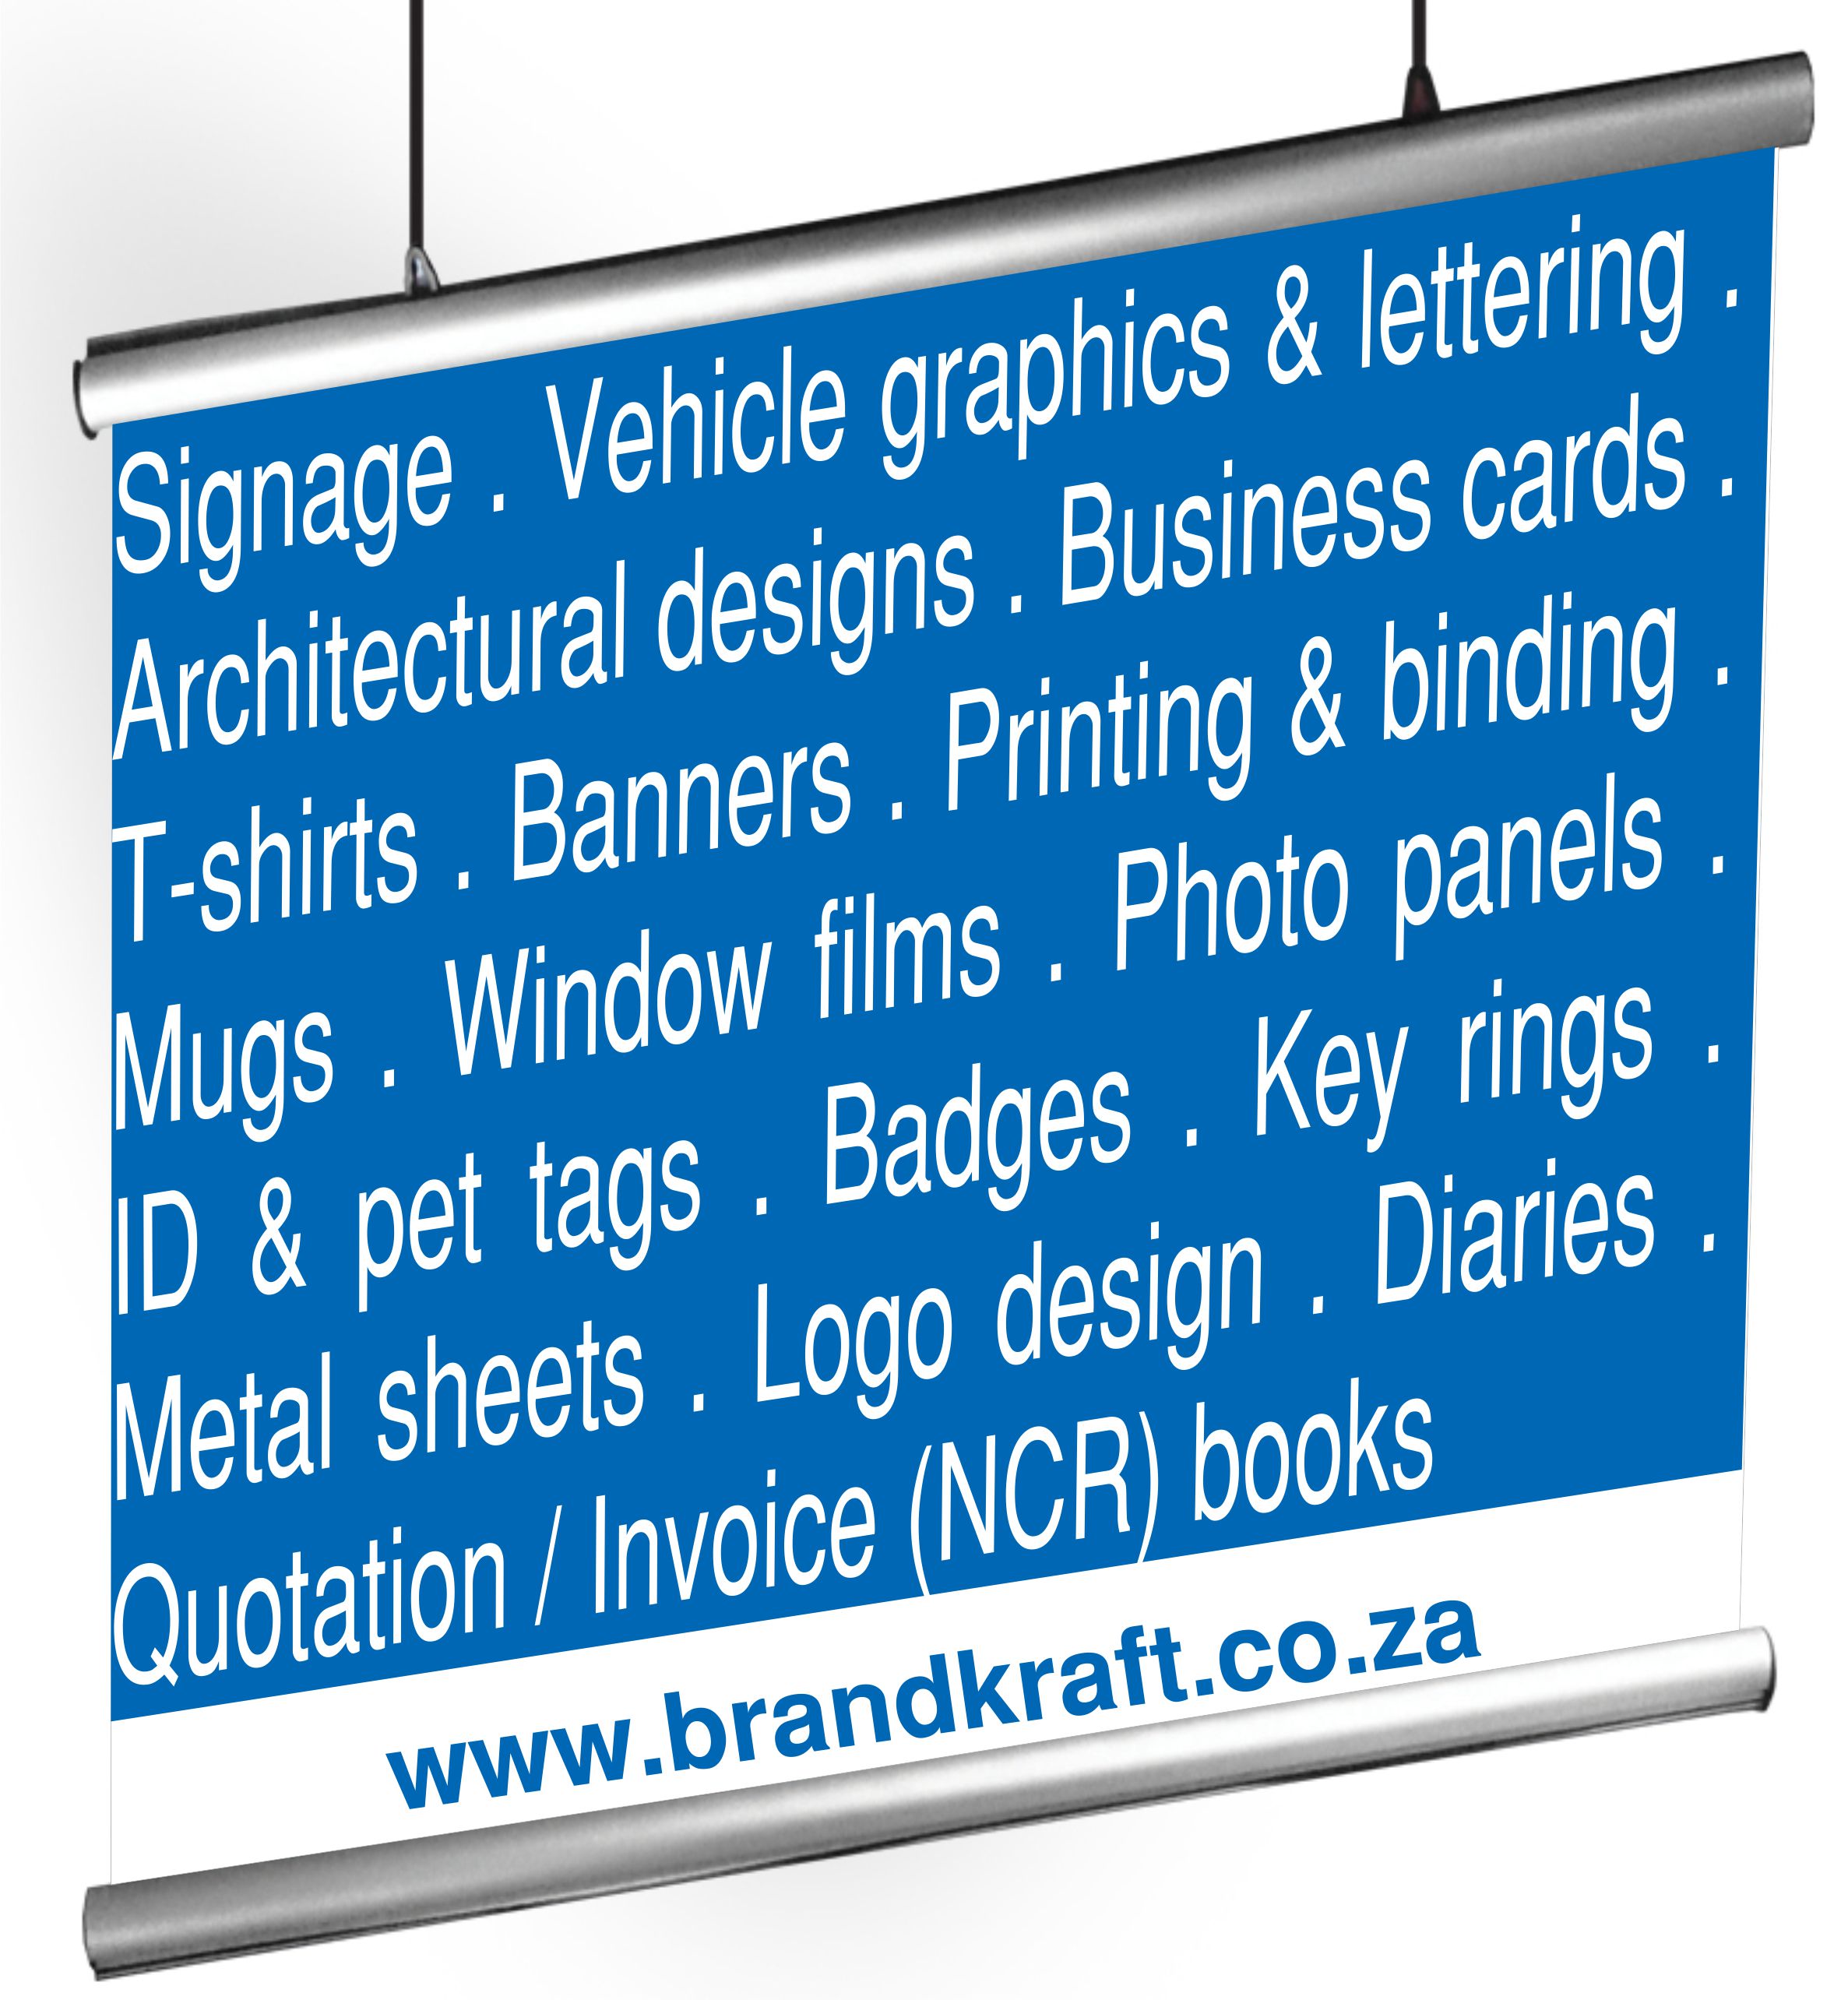 Signage . Vehicle graphics & lettering .
Architectural designs . Business cards .
T-shirts . Banners . Printing & binding .
Mugs . Window films . Photo panels .
ID & pet tags . Badges . Key rings .
Metal sheets . Logo design . Diaries .
Quotation / Invoice (NCR) books
www.brandkraft.co.za